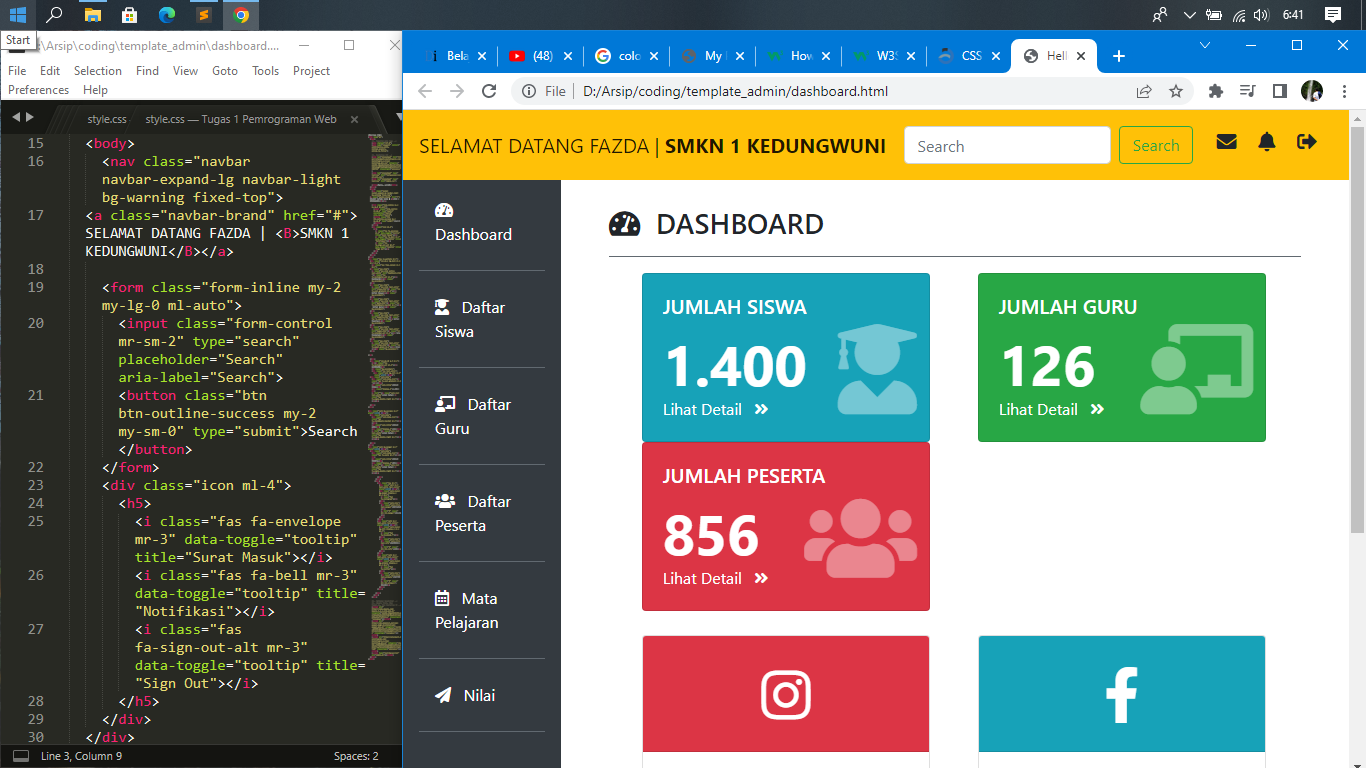 6:41
Start
:\Arsip\coding\template_admin\dashboard....
File Edit Selection Find View Goto Tools Project
Preferences Help
style.css style.css — Tugas 1 Pemrograman Web
15 <body>
16 <nav class="navbar
navbar-expand-lg navbar-light
bg-warning fixed-top">
17 <a class="navbar-brand" href="#">
SELAMAT DATANG FAZDA | <B>SMKN 1
KEDUNGWUNI</B></a>
18
19 <form class="form-inline my-2
my-lg-0 ml-auto">
20 <input class="form-control
mr-sm-2" type="search"
placeholder="Search"
aria-label="Search">
21 <button class="btn
btn-outline-success my-2
my-sm-0" type="submit">Search
</button>
22 </form>
23 <div class="icon ml-4">
24 <h5>
25 <i class="fas fa-envelope
mr-3" data-toggle="tooltip"
title="Surat Masuk"></i>
26 <i class="fas fa-bell mr-3"
data-toggle="tooltip" title=
"Notifikasi"></i>
27 <i class="fas
fa-sign-out-alt mr-3"
data-toggle="tooltip" title=
"Sign Out"></i>
28 </h5>
29 </div>
30 </div>
Line 3, Column 9 Spaces: 2
Bela (48) colo My How W3S CSS Hell
File D:/Arsip/coding/template_admin/dashboard.html
SELAMAT DATANG FAZDA | SMKN 1 KEDUNGWUNI Search Search
Dashboard
Daftar
Siswa
Daftar
Guru
Daftar
Peserta
Mata
Pelajaran
Nilai
DASHBOARD
JUMLAH SISWA
1.400
Lihat Detail
JUMLAH GURU
126
Lihat Detail
JUMLAH PESERTA
856
Lihat Detail